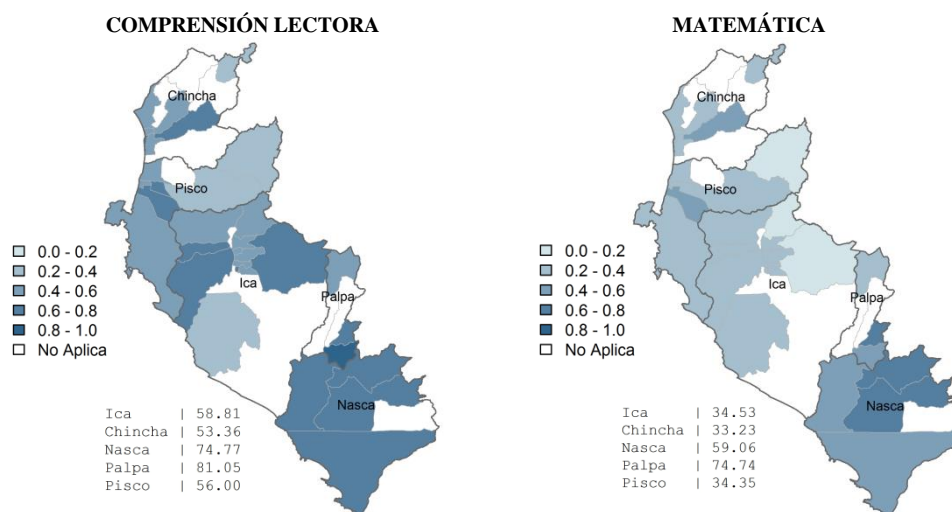 COMPRENSIÓN LECTORA
Chincha
Pisco
Ica
Palpa
Nasca
0.0 - 0.2
0.2 - 0.4
0.4 - 0.6
0.6 - 0.8
0.8 - 1.0
No Aplica
Ica | 58.81
Chincha | 53.36
Nasca | 74.77
Palpa | 81.05
Pisco | 56.00
MATEMÁTICA
Chincha
Pisco
Ica
Palpa
Nasca
0.0 - 0.2
0.2 - 0.4
0.4 - 0.6
0.6 - 0.8
0.8 - 1.0
No Aplica
Ica | 34.53
Chincha | 33.23
Nasca | 59.06
Palpa | 74.74
Pisco | 34.35